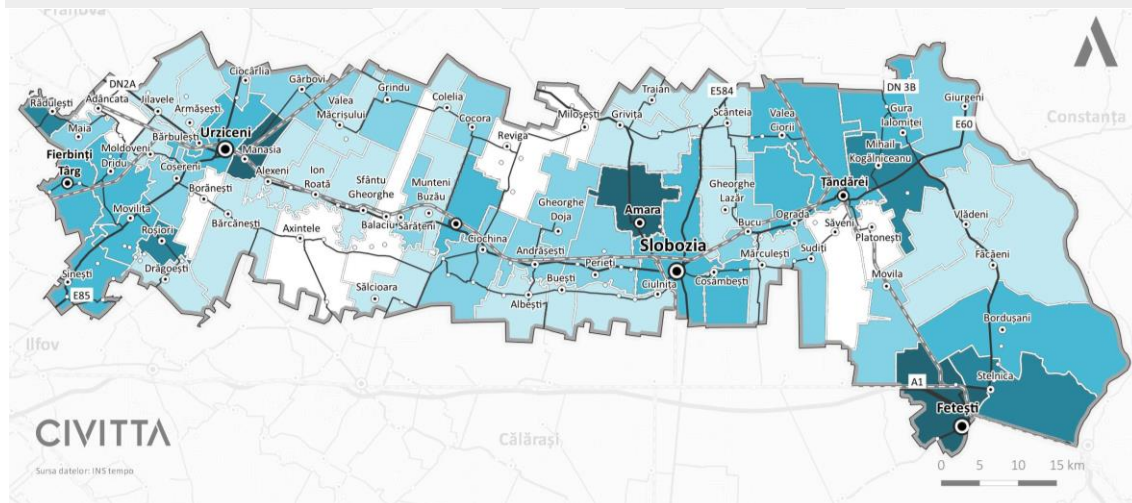 Prahova
Constanța
Ilfov
Călărași
DN2A
E584
DN 3B
E60
E85
A1
Rădulești
Adâncata
Jilavele
Ciocârlia
Gârbovi
Grindu
Colelia
Maia
Armășești
Valea
Măcrișului
Cocora
Reviga
Miloșești
Grivița
Traian
Scânteia
Valea
Ciorii
Gura
Ialomiței
Giurgeni
Bărbulești
Urziceni
Manasia
Moldoveni
Fierbinți
Târg
Dridu
Coșereni
Alexeni
Ion
Roată
Sfântu
Gheorghe
Munteni
Buzău
Mihail
Kogălniceanu
Borănești
Balaciu
Sărățeni
Gheorghe
Doja
Amara
Gheorghe
Lazăr
Țăndărei
Movilița
Bărcănești
Roșiori
Axintele
Ciochina
Andrășești
Slobozia
Bucu
Ograda
Săveni
Platonești
Vlădeni
Sinești
Drăgoești
Sălcioara
Albești
Buești
Perieți
Ciulnița
Cosâmbești
Mărculești
Sudiți
Movila
Făcăeni
Bordușani
Stelnica
Fetești
CIVITTA
Sursa datelor: INS tempo
0 5 10 15 km